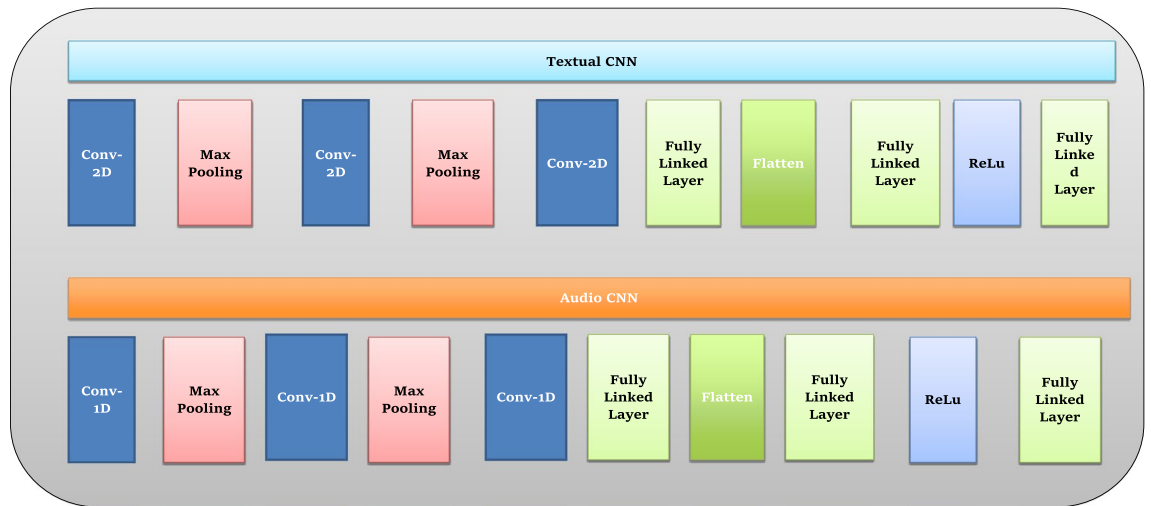 Textual CNN
Conv-
2D
Max
Pooling
Conv-
2D
Max
Pooling
Conv-2D
Fully
Linked
Layer
Flatten
Fully
Linked
Layer
ReLu
Fully
Linke
d
Layer
Audio CNN
Conv-
1D
Max
Pooling
Conv-1D
Max
Pooling
Conv-1D
Fully
Linked
Layer
Flatten
Fully
Linked
Layer
ReLu
Fully
Linked
Layer